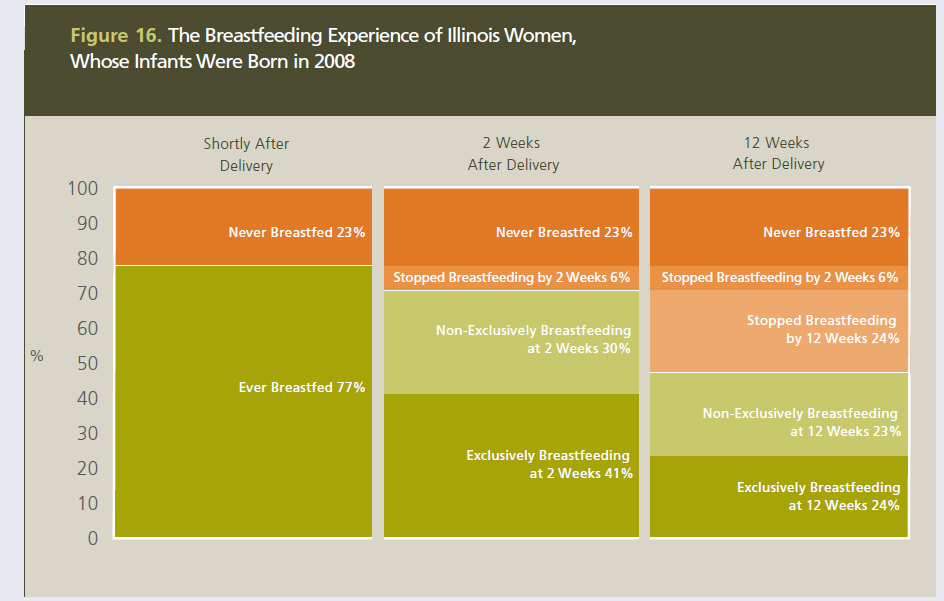 Figure 16. The Breastfeeding Experience of Illinois Women,
Whose Infants Were Born in 2008
Shortly After
Delivery
2 Weeks
After Delivery
12 Weeks
After Delivery
100
90
80
70
60
%
50
40
30
20
10
0
Never Breastfed 23%
Ever Breastfed 77%
Never Breastfed 23%
Stopped Breastfeeding by 2 Weeks 6%
Non-Exclusively Breastfeeding
at 2 Weeks 30%
Exclusively Breastfeeding
at 2 Weeks 41%
Never Breastfed 23%
Stopped Breastfeeding by 2 Weeks 6%
Stopped Breastfeeding
by 12 Weeks 24%
Non-Exclusively Breastfeeding
at 12 Weeks 23%
Exclusively Breastfeeding
at 12 Weeks 24%